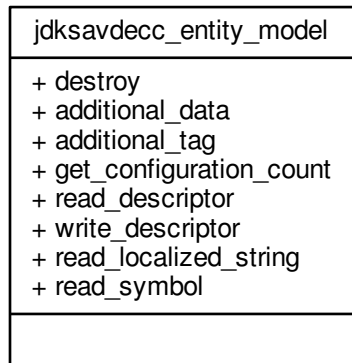 jdksavdecc_entity_model
+ destroy
+ additional_data
+ additional_tag
+ get_configuration_count
+ read_descriptor
+ write_descriptor
+ read_localized_string
+ read_symbol